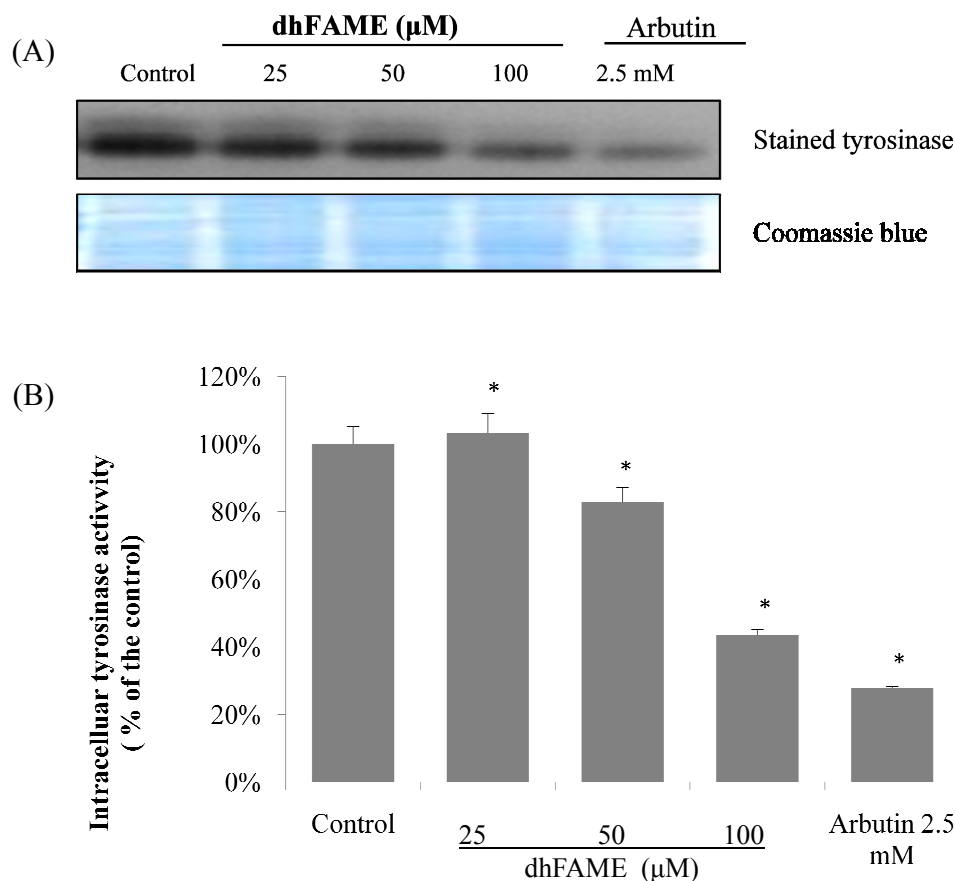 (A)
dhFAME (μM)
Arbutin
Control 25 50 100 2.5 mM
Stained tyrosinase
Coomassie blue
(B)
Intracelluar tyrosinase activvity
( % of the control)
120%
100%
80%
60%
40%
20%
0%
*
*
*
*
Control
25 50 100
dhFAME (μM)
Arbutin 2.5
mM